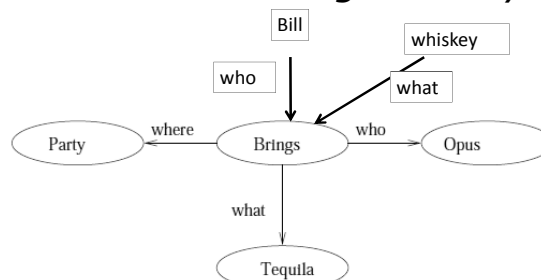 Bill
whiskey
who
what
where
who
Party
Brings
Opus
what
Tequila